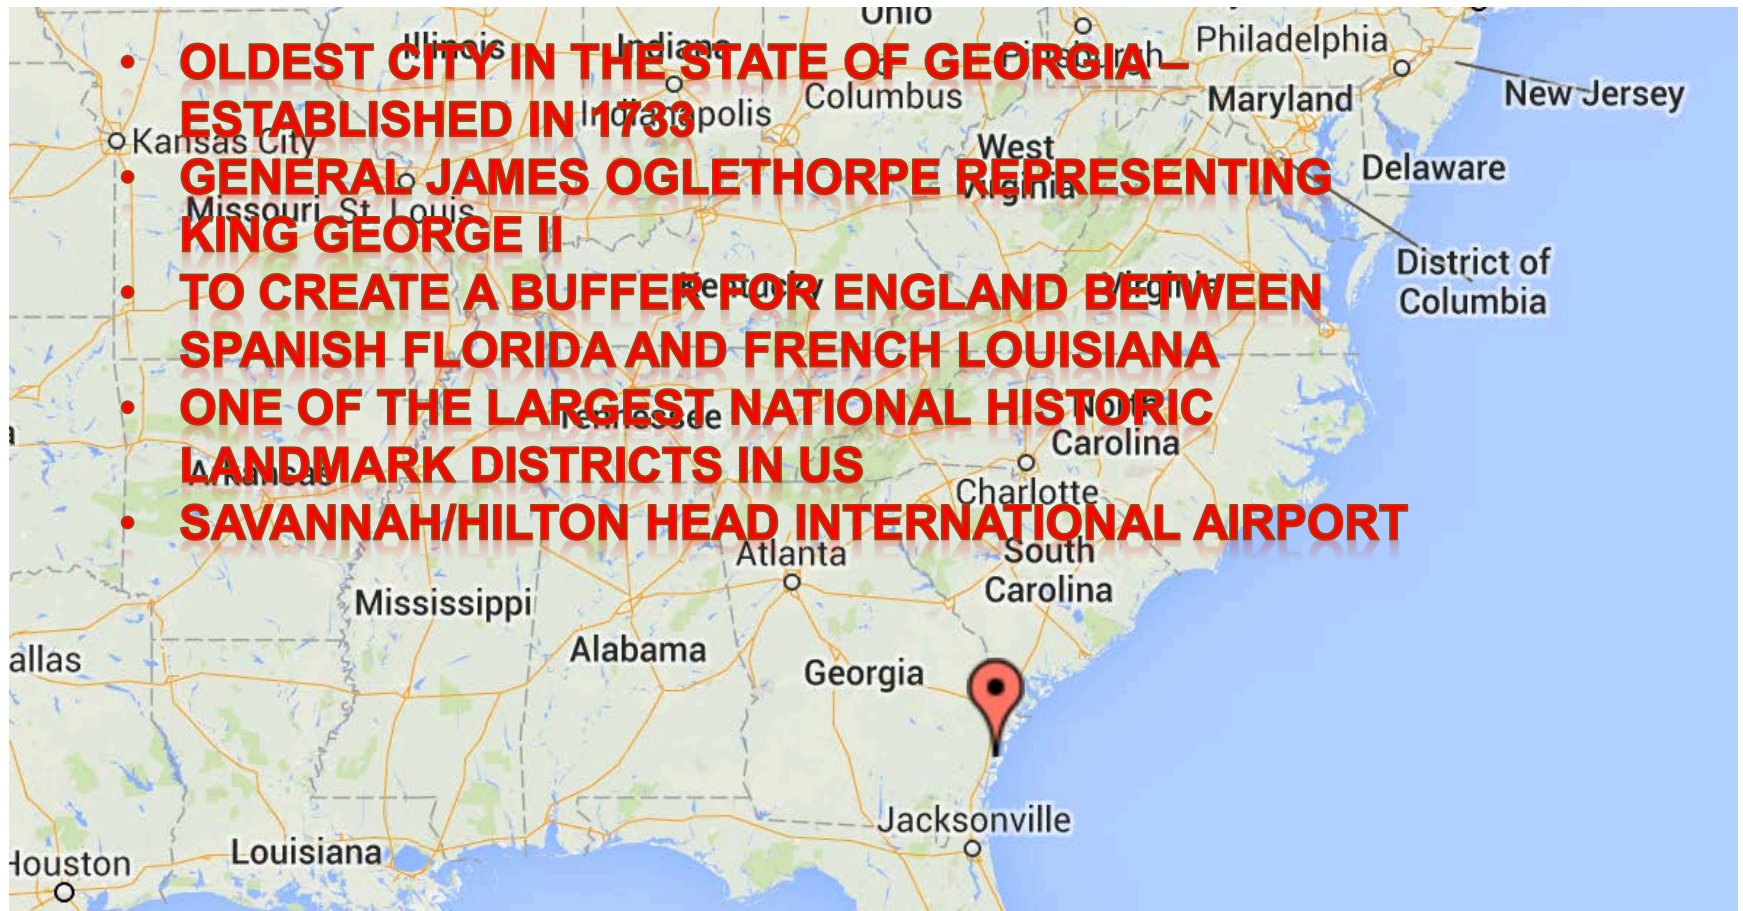 Ohio
Philadelphia
Illinois
Indiana
Pittsburgh
• OLDEST CITY IN THE STATE OF GEORGIA –
Columbus
Maryland
New Jersey
ESTABLISHED IN 1733
Indianapolis
Kansas City
West
Virginia
Delaware
• GENERAL JAMES OGLETHORPE REPRESENTING
Missouri
St. Louis
KING GEORGE II
District of
Columbia
Kentucky
Virginia
• TO CREATE A BUFFER FOR ENGLAND BETWEEN
SPANISH FLORIDA AND FRENCH LOUISIANA
Tennessee
North
Carolina
• ONE OF THE LARGEST NATIONAL HISTORIC
Arkansas
LANDMARK DISTRICTS IN US
Charlotte
• SAVANNAH/HILTON HEAD INTERNATIONAL AIRPORT
Atlanta
South
Carolina
Mississippi
Alabama
allas
Georgia
Jacksonville
Louisiana
Houston